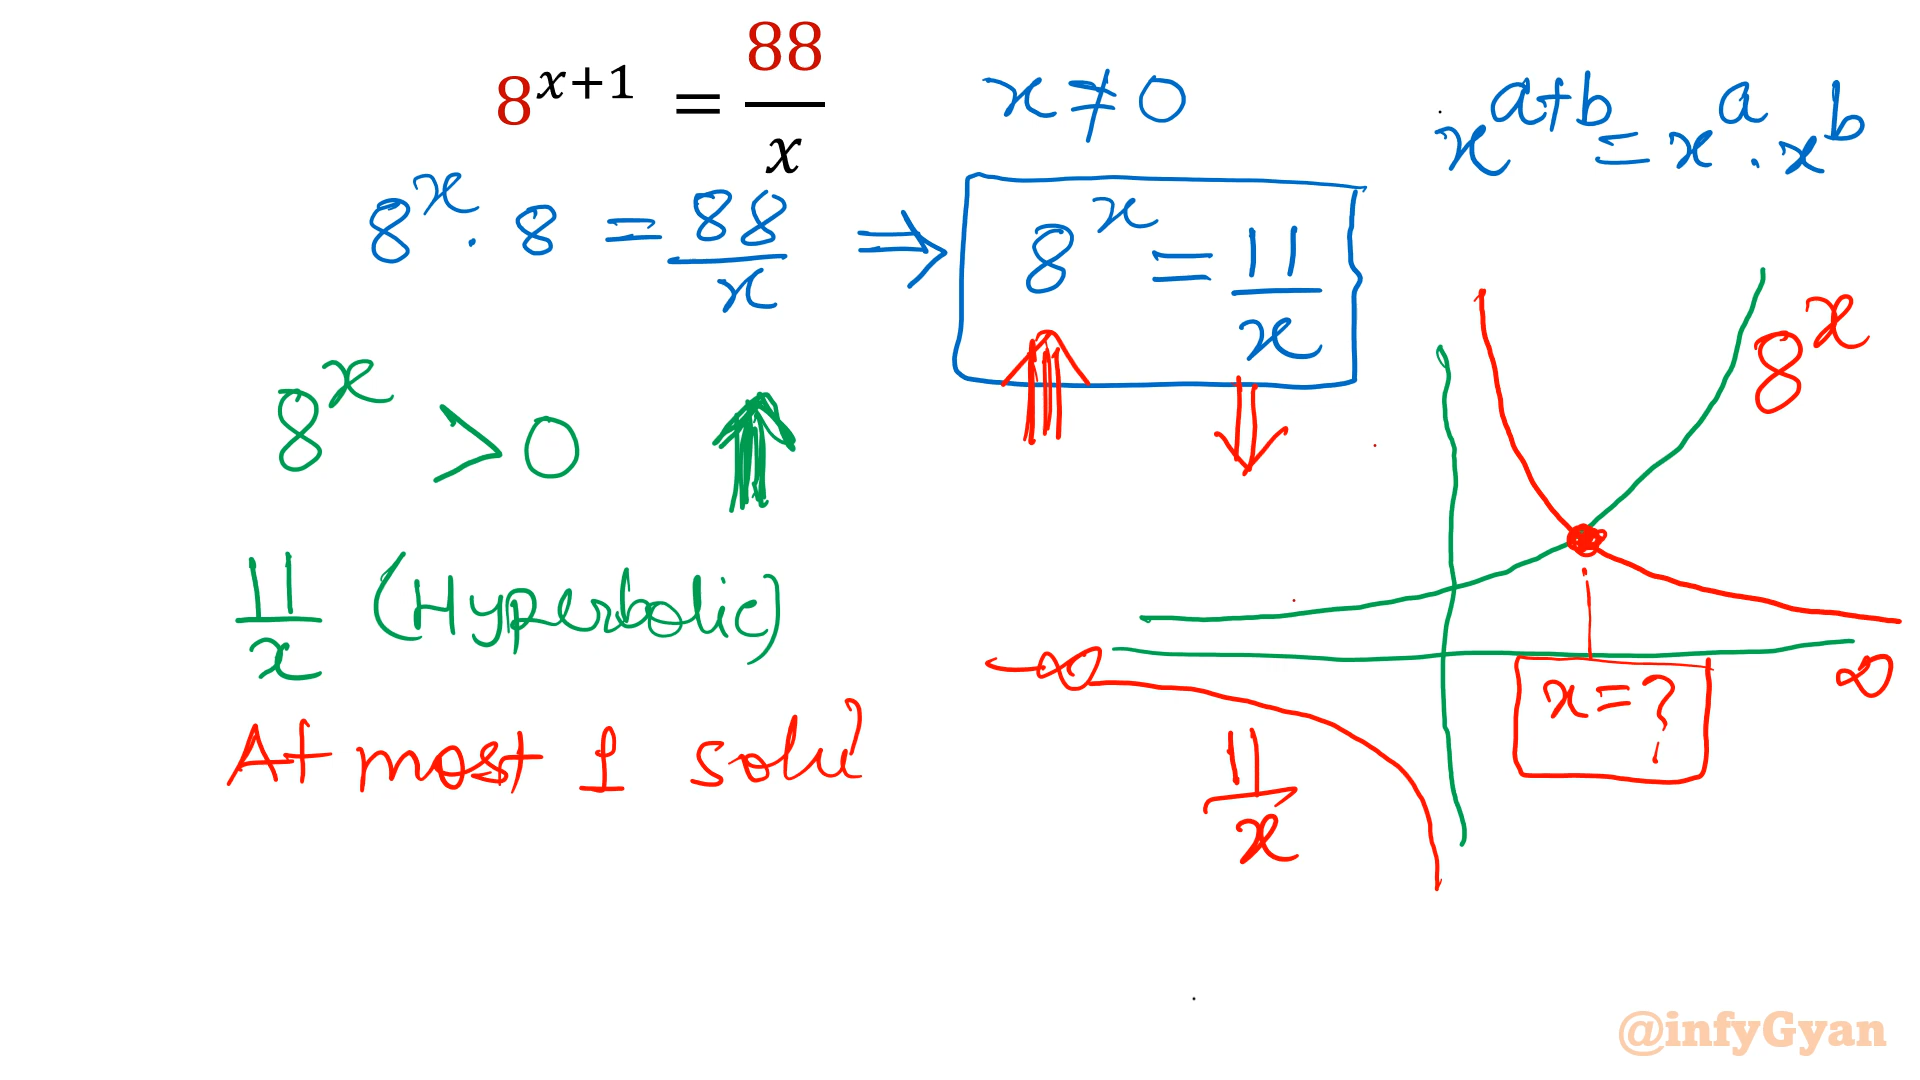 8^{x+1} = 88/x
x ≠ 0
x^{a+b} = x^a . x^b
8^x . 8 = 88/x ⇒ 8^x = 11/x
8^x > 0
8^x
11/x (Hyperbolic)
-∞
∞
x = ?
At most 1 solu^n
11/x
@infyGyan